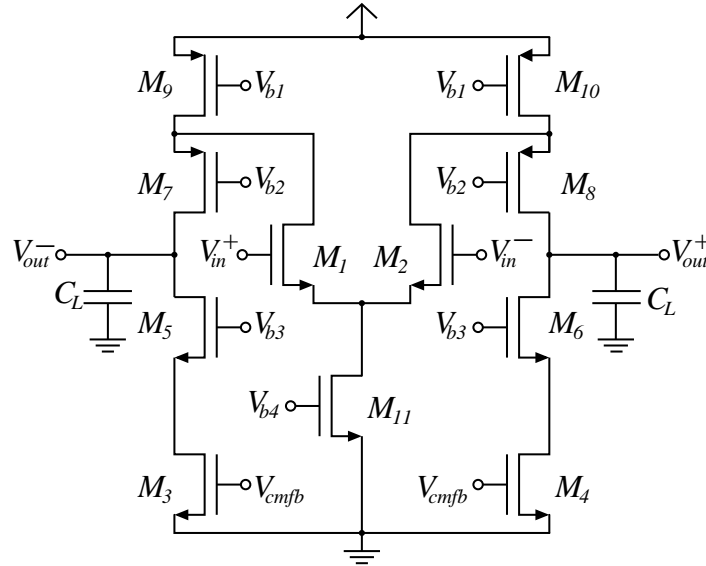 M9 Vb1 Vb1 M10
M7 Vb2 Vb2 M8
Vout− Vin+ M1 M2 Vin− Vout+
CL CL
M5 Vb3 Vb3 M6
Vb4 M11
M3 Vcmfb Vcmfb M4